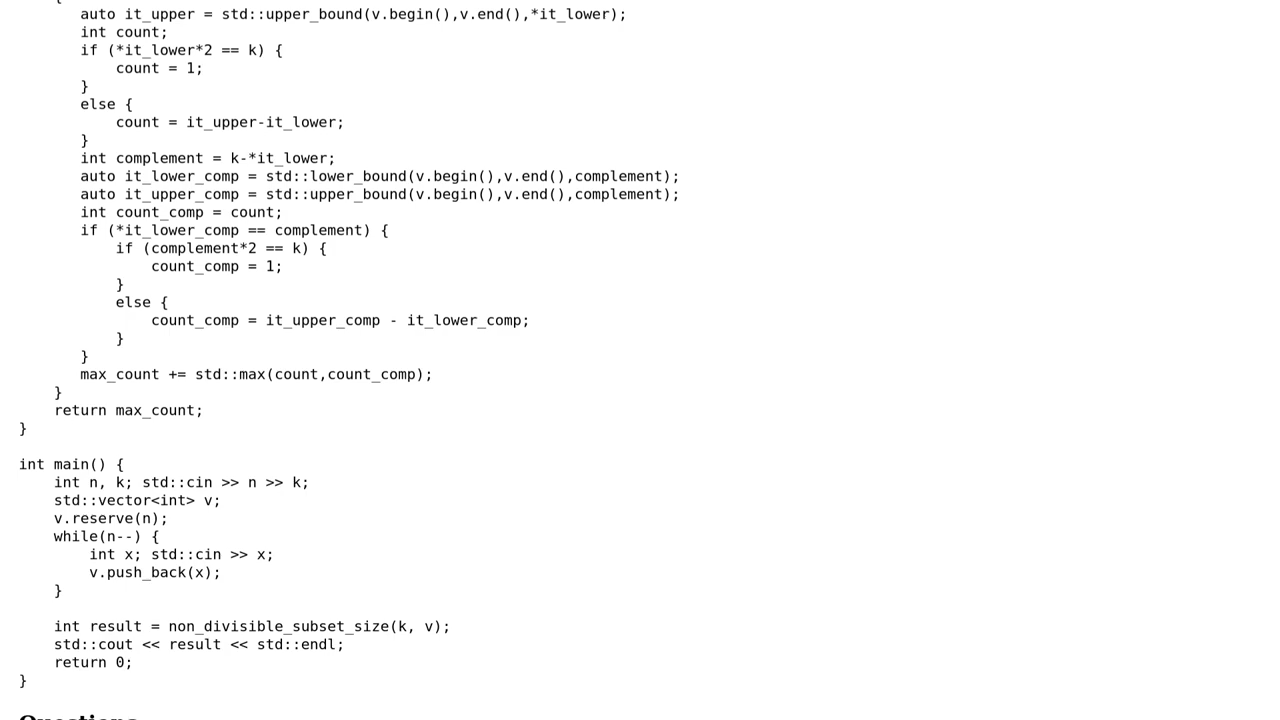 {
auto it_upper = std::upper_bound(v.begin(),v.end(),*it_lower);
int count;
if (*it_lower*2 == k) {
count = 1;
}
else {
count = it_upper-it_lower;
}
int complement = k-*it_lower;
auto it_lower_comp = std::lower_bound(v.begin(),v.end(),complement);
auto it_upper_comp = std::upper_bound(v.begin(),v.end(),complement);
int count_comp = count;
if (*it_lower_comp == complement) {
if (complement*2 == k) {
count_comp = 1;
}
else {
count_comp = it_upper_comp - it_lower_comp;
}
}
max_count += std::max(count,count_comp);
}
return max_count;
}
int main() {
int n, k; std::cin >> n >> k;
std::vector<int> v;
v.reserve(n);
while(n--) {
int x; std::cin >> x;
v.push_back(x);
}
int result = non_divisible_subset_size(k, v);
std::cout << result << std::endl;
return 0;
}
Questions